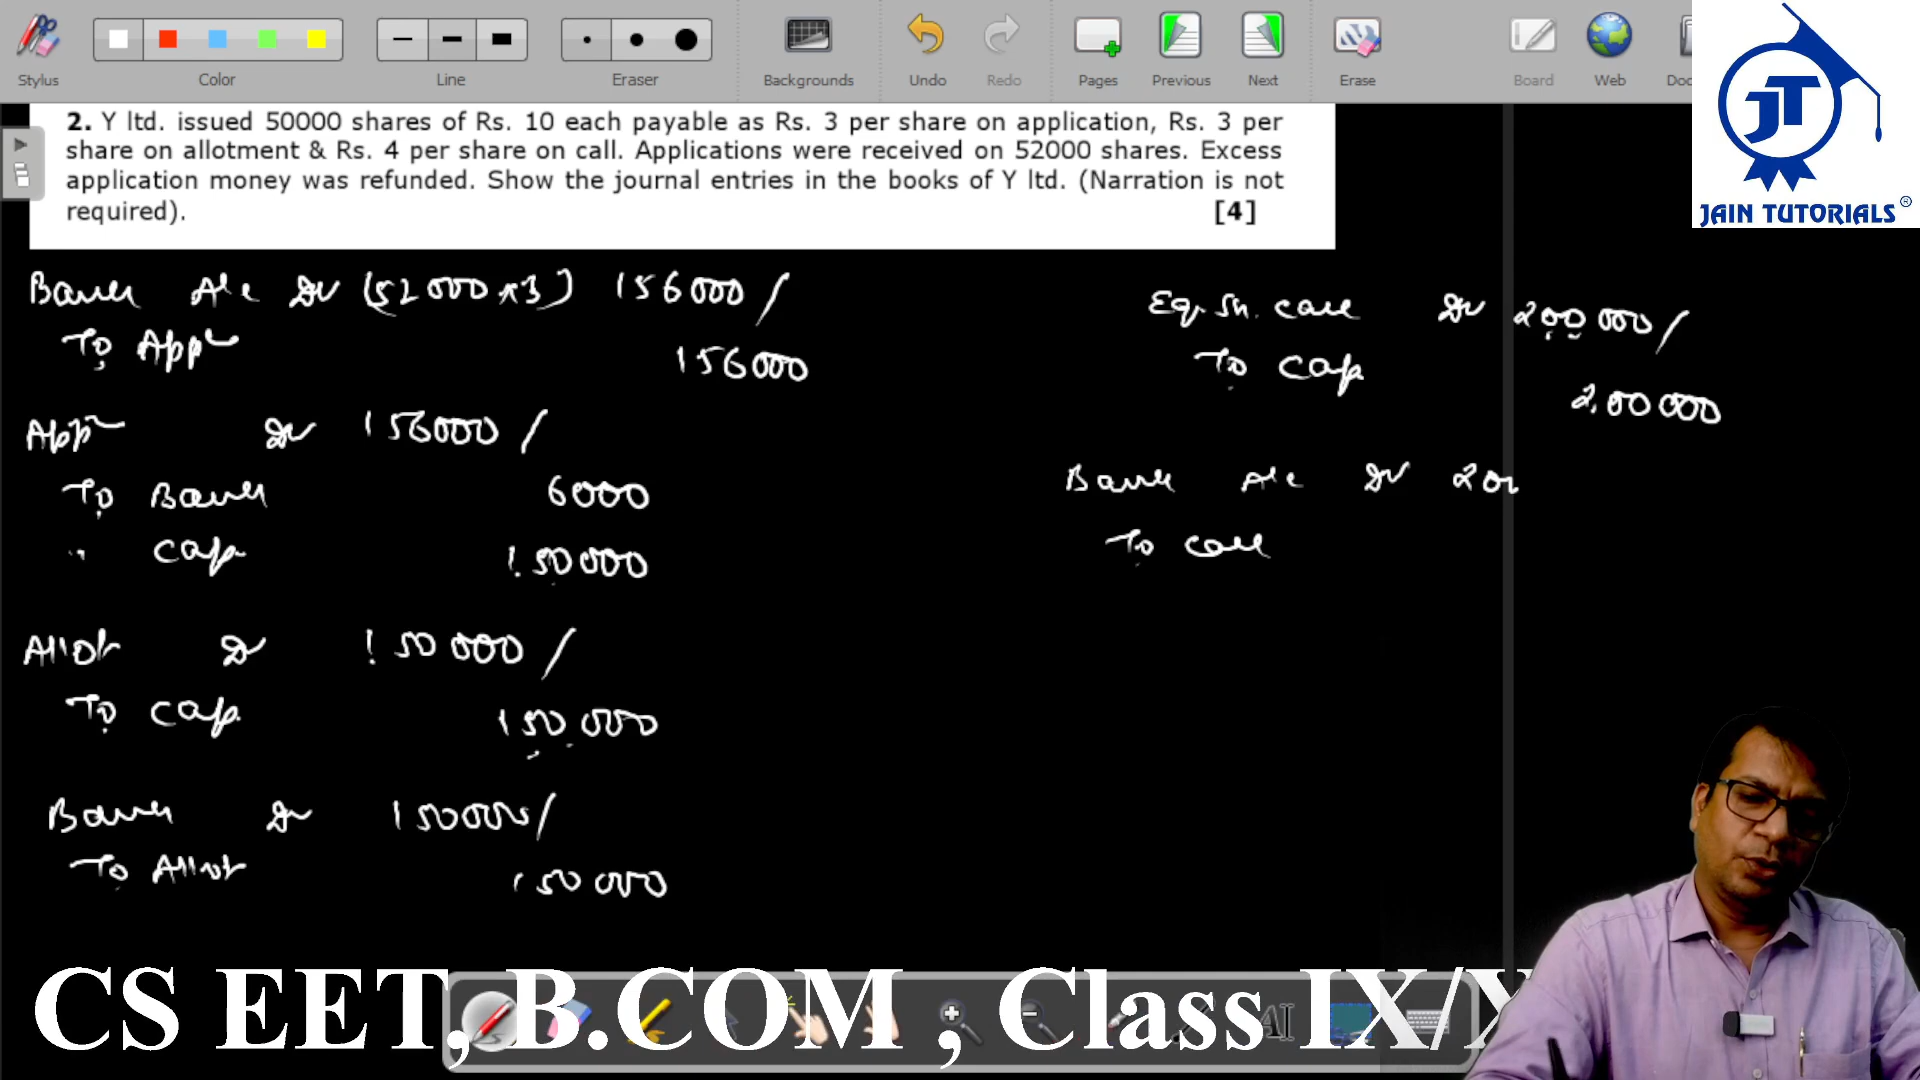 Stylus
Color
Line
Eraser
Backgrounds
Undo
Redo
Pages
Previous
Next
Erase
Board
Web
JT
JAIN TUTORIALS®
2. Y ltd. issued 50000 shares of Rs. 10 each payable as Rs. 3 per share on application, Rs. 3 per
share on allotment & Rs. 4 per share on call. Applications were received on 52000 shares. Excess
application money was refunded. Show the journal entries in the books of Y ltd. (Narration is not
required). [4]
Bank A/c Dr (52000x3) 156000/
To Appn
156000
Appn Dr 156000/
To Bank 6000
" Cap 150000
Allot Dr 150000/
To Cap 150000
Bank Dr 150000/
To Allot 150000
Eq. Sh. Call Dr 200000/
To Cap
200000
Bank A/c Dr 200
To Call
CS EET, B.COM , Class IX/X